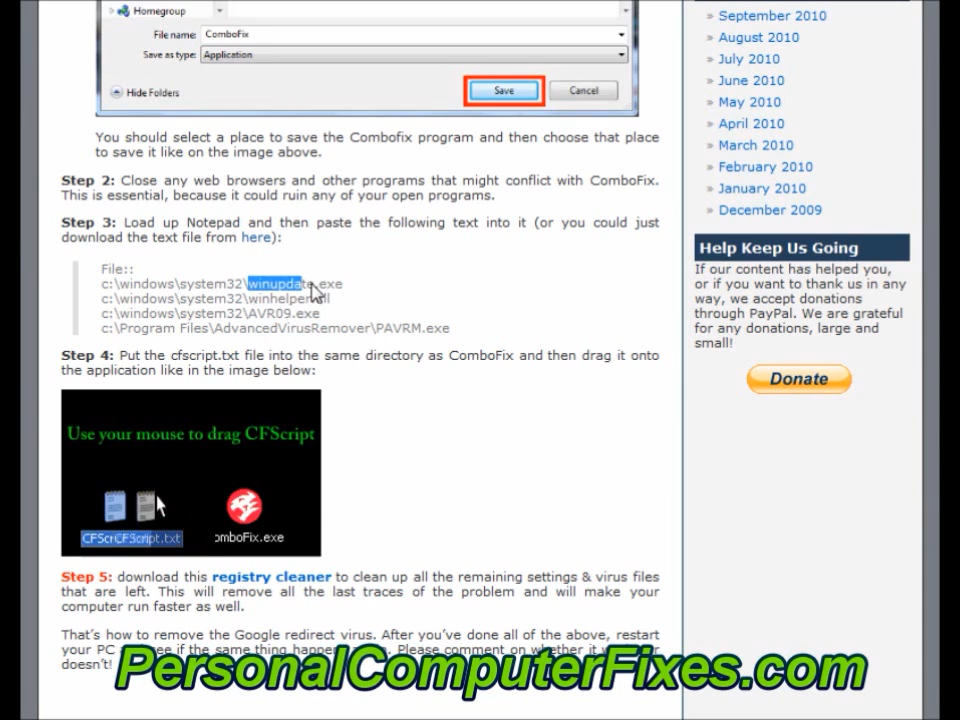 Homegroup
File name: ComboFix
Save as type: Application
Hide Folders
Save
Cancel
You should select a place to save the Combofix program and then choose that place
to save it like on the image above.
Step 2: Close any web browsers and other programs that might conflict with ComboFix.
This is essential, because it could ruin any of your open programs.
Step 3: Load up Notepad and then paste the following text into it (or you could just
download the text file from here):
File::
c:\windows\system32\winupdate.exe
c:\windows\system32\winhelper.dll
c:\windows\system32\AVR09.exe
c:\Program Files\AdvancedVirusRemover\PAVRM.exe
Step 4: Put the cfscript.txt file into the same directory as ComboFix and then drag it onto
the application like in the image below:
Use your mouse to drag CFScript
CFScrCFScript.txt
omboFix.exe
Step 5: download this registry cleaner to clean up all the remaining settings & virus files
that are left. This will remove all the last traces of the problem and will make your
computer run faster as well.
That's how to remove the Google redirect virus. After you've done all of the above, restart
your PC see if the same thing Please comment on whether it
doesn't!
PersonalComputerFixes.com
» September 2010
» August 2010
» July 2010
» June 2010
» May 2010
» April 2010
» March 2010
» February 2010
» January 2010
» December 2009
Help Keep Us Going
If our content has helped you,
or if you want to thank us in any
way, we accept donations
through PayPal. We are grateful
for any donations, large and
small!
Donate